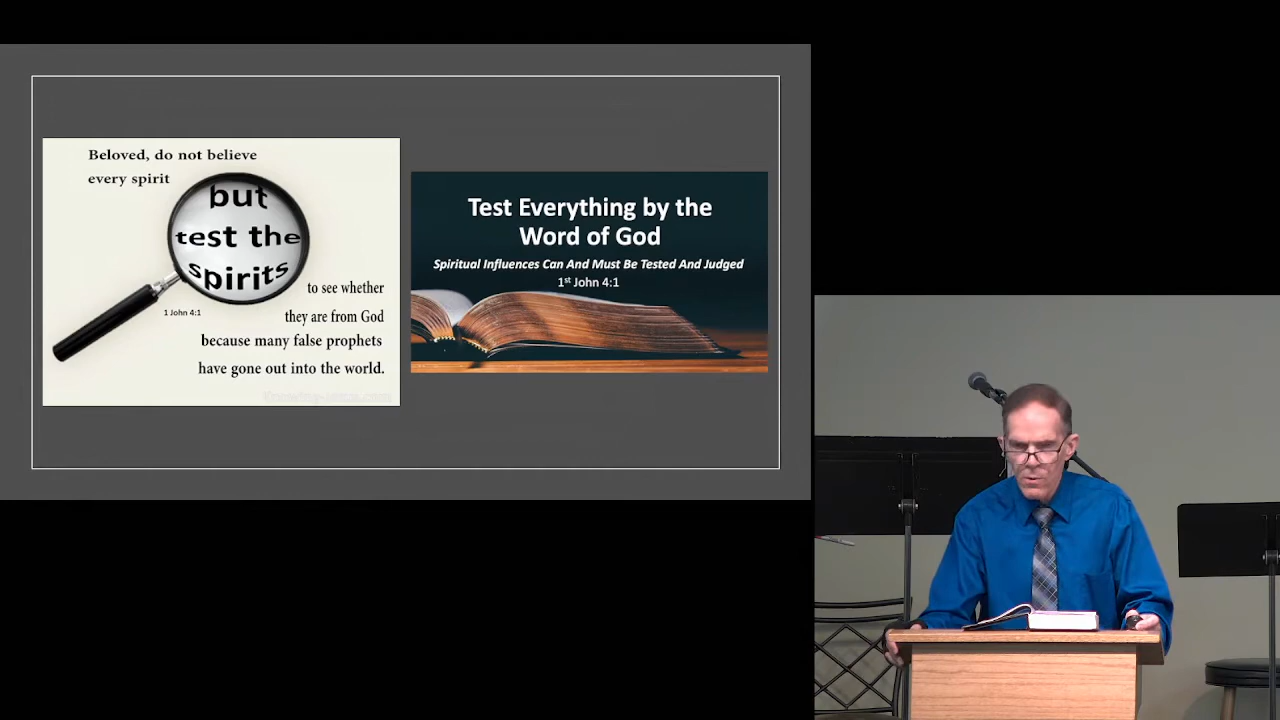 Beloved, do not believe
every spirit
but
test the
spirits
to see whether
1 John 4:1
they are from God
because many false prophets
have gone out into the world.
Test Everything by the
Word of God
Spiritual Influences Can And Must Be Tested And Judged
1st John 4:1